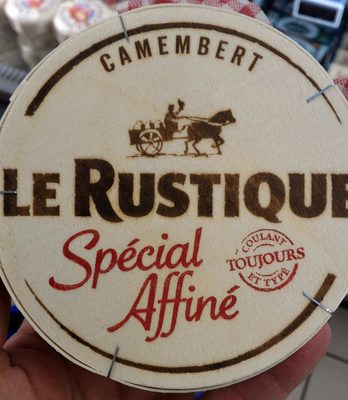 CAMEMBERT
LE RUSTIQUE
Spécial
Affiné
COULANT
TOUJOURS
ET TYPÉ